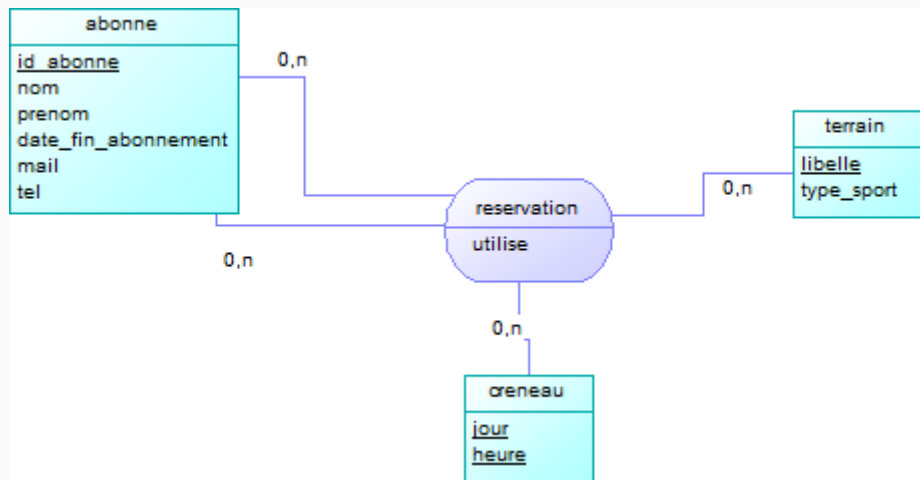 abonne
id_abonne
nom
prenom
date_fin_abonnement
mail
tel
0,n
0,n
reservation
utilise
0,n
terrain
libelle
type_sport
0,n
creneau
jour
heure